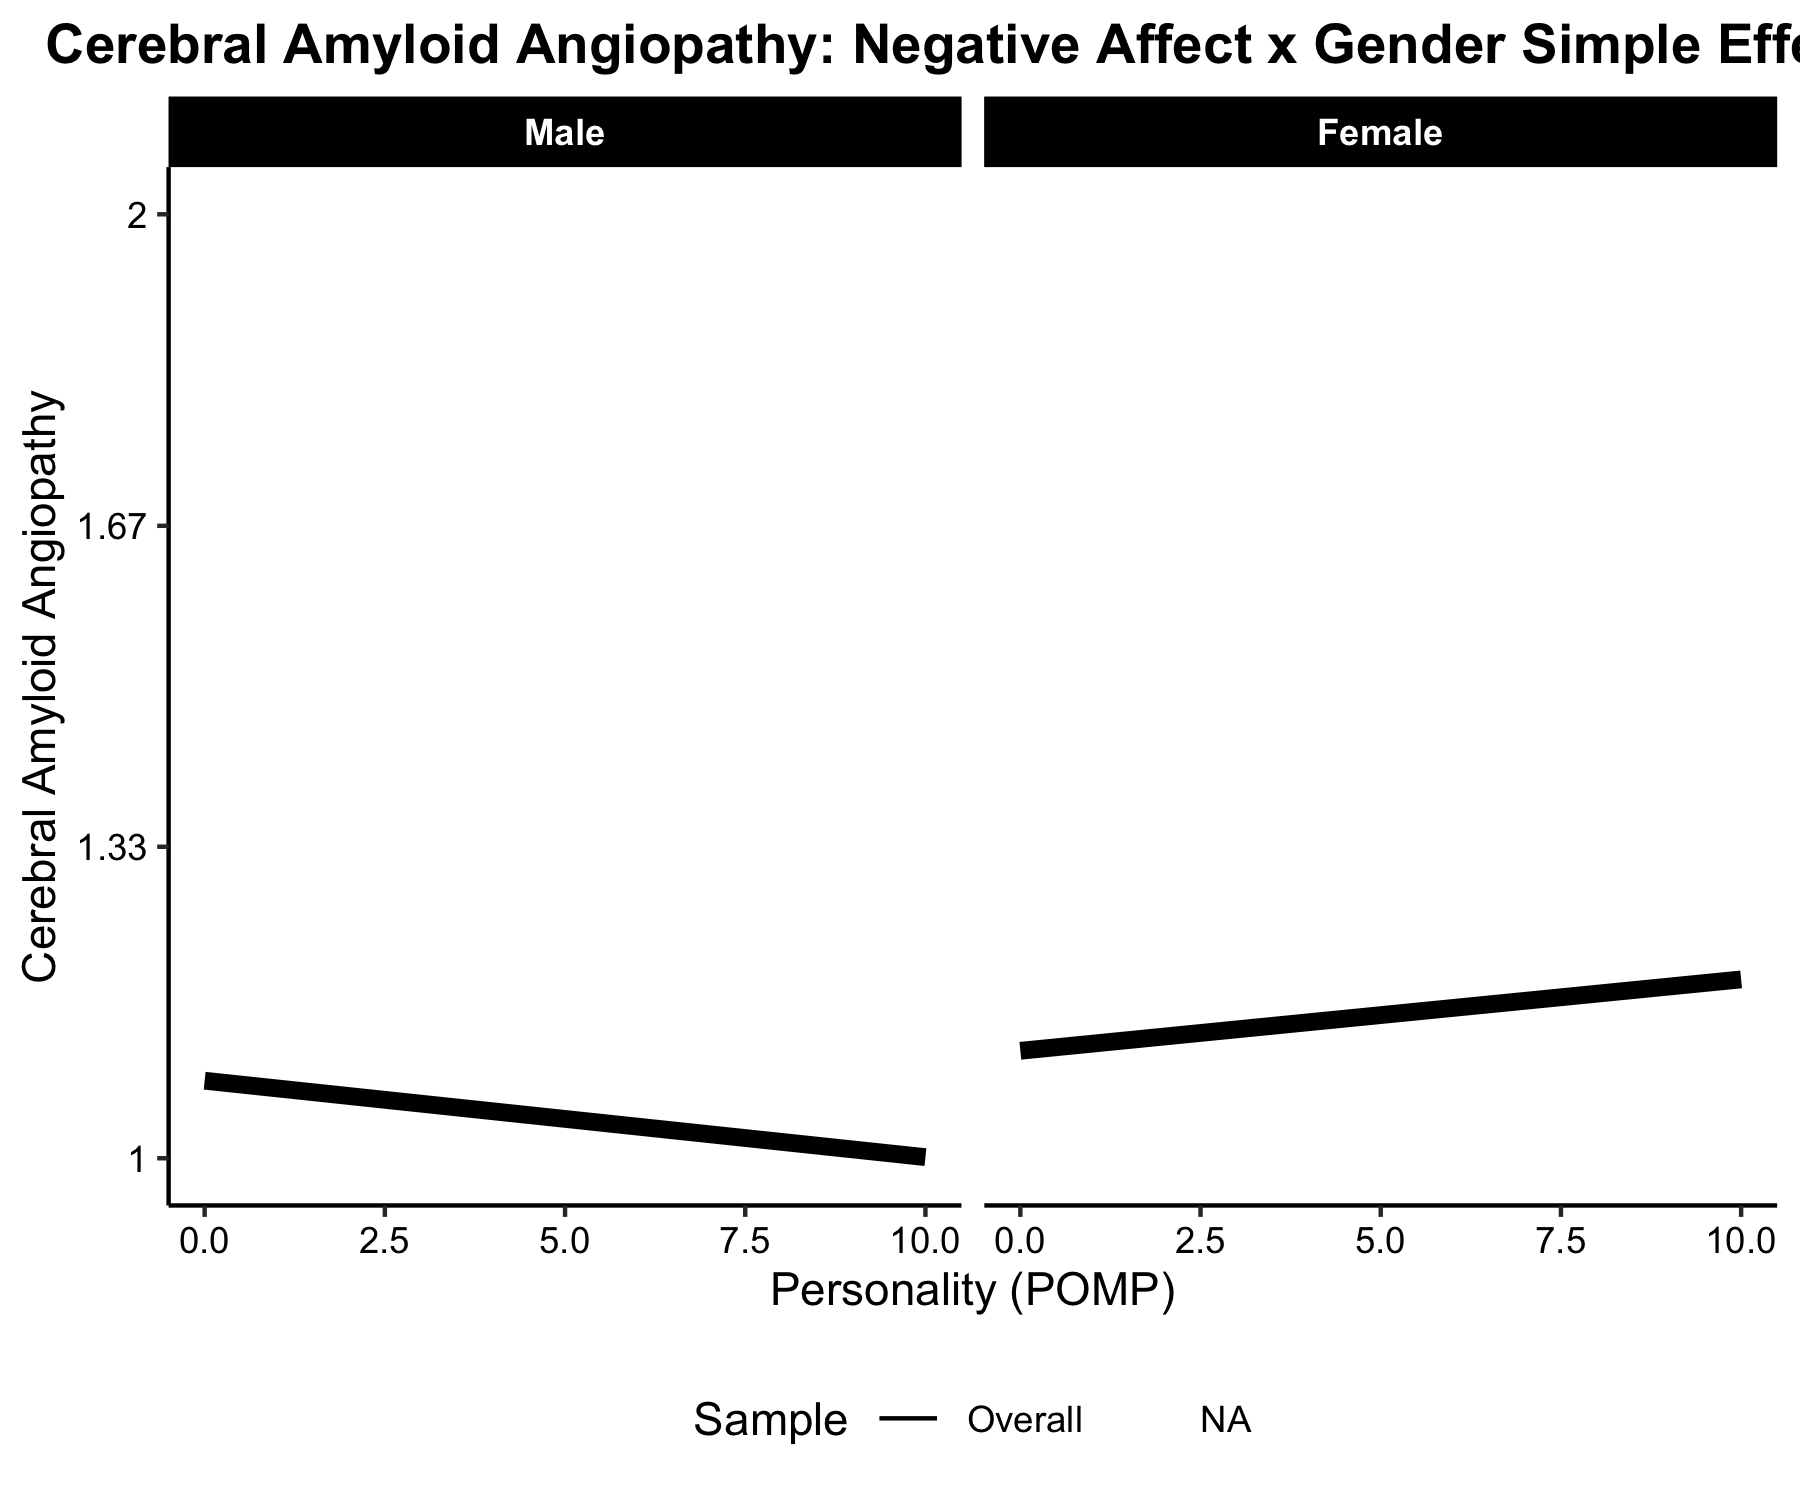 Cerebral Amyloid Angiopathy: Negative Affect x Gender Simple Effe
Male
Female
Cerebral Amyloid Angiopathy
2
1.67
1.33
1
0.0 2.5 5.0 7.5 10.0 0.0 2.5 5.0 7.5 10.0
Personality (POMP)
Sample Overall NA